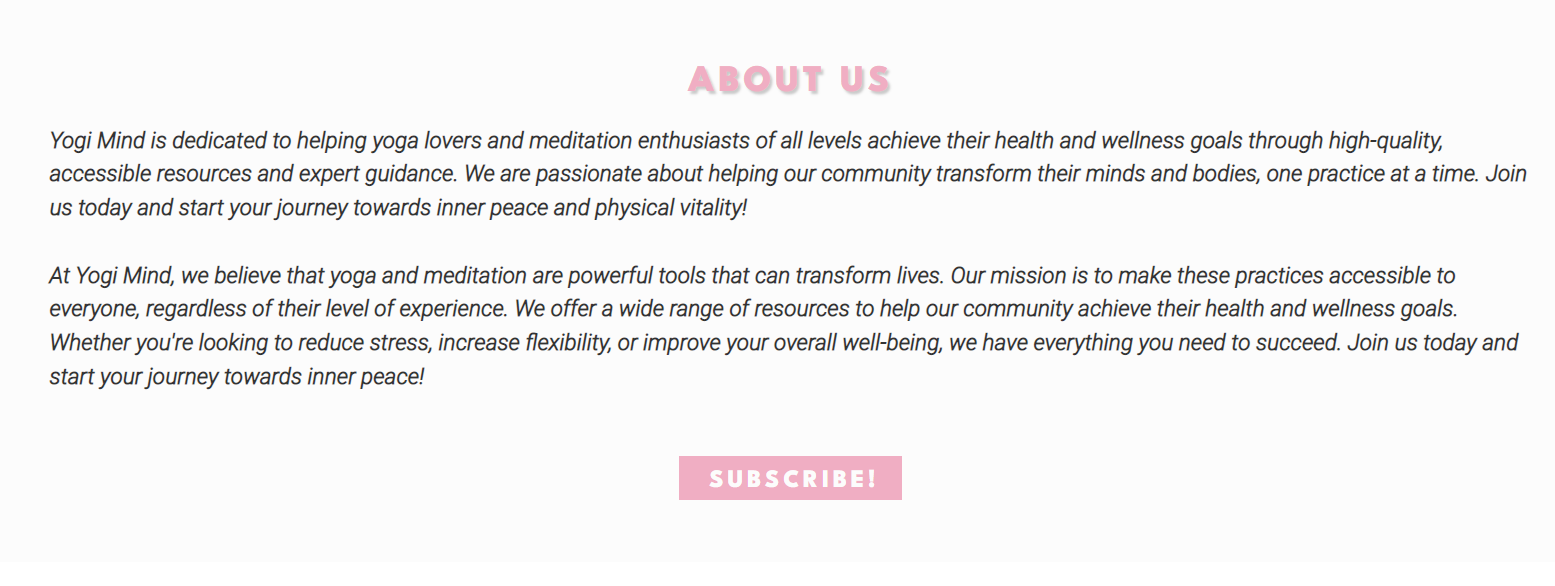 ABOUT US
Yogi Mind is dedicated to helping yoga lovers and meditation enthusiasts of all levels achieve their health and wellness goals through high-quality,
accessible resources and expert guidance. We are passionate about helping our community transform their minds and bodies, one practice at a time. Join
us today and start your journey towards inner peace and physical vitality!
At Yogi Mind, we believe that yoga and meditation are powerful tools that can transform lives. Our mission is to make these practices accessible to
everyone, regardless of their level of experience. We offer a wide range of resources to help our community achieve their health and wellness goals.
Whether you're looking to reduce stress, increase flexibility, or improve your overall well-being, we have everything you need to succeed. Join us today and
start your journey towards inner peace!
SUBSCRIBE!